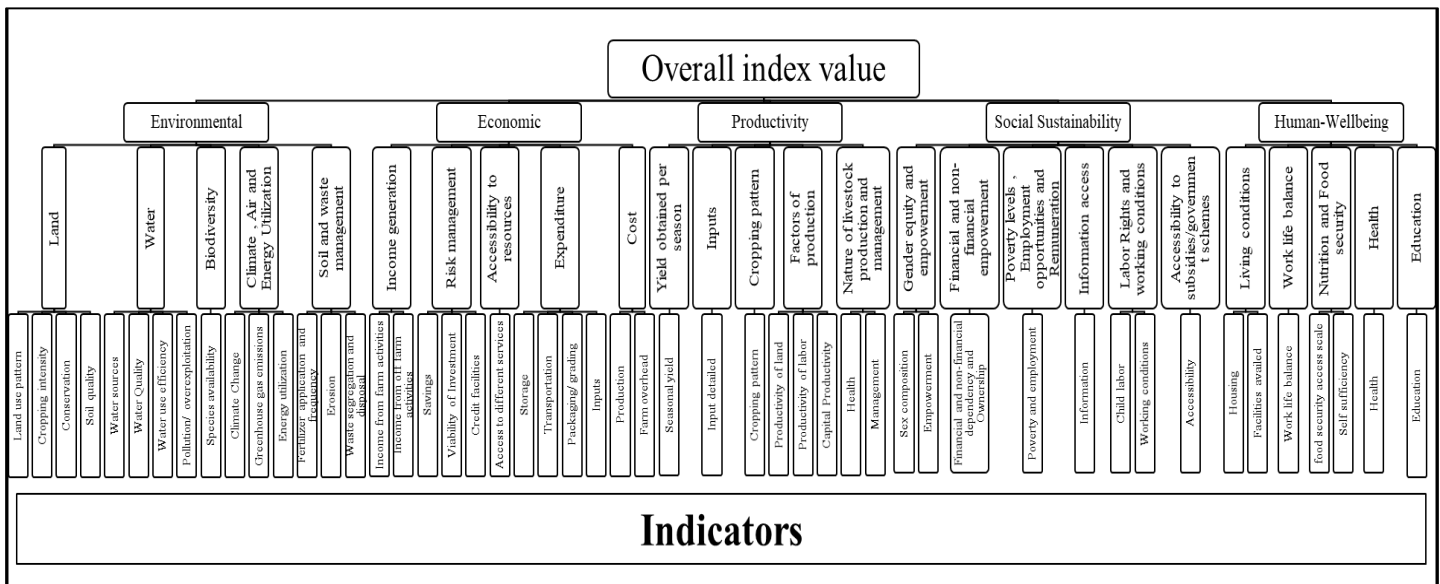 Overall index value
Environmental
Economic
Productivity
Social Sustainability
Human-Wellbeing
Land
Water
Biodiversity
Climate , Air and
Energy Utilization
Soil and waste
management
Income generation
Risk management
Accessibility to
resources
Expenditure
Cost
Yield obtained per
season
Inputs
Cropping pattern
Factors of
production
Nature of livestock
production and
management
Gender equity and
empowerment
Financial and non-
financial
empowerment
Poverty levels ,
Employment
opportunities and
Remuneration
Information access
Labor Rights and
working conditions
Accessibility to
subsidies/governmen
t schemes
Living conditions
Work life balance
Nutrition and Food
security
Health
Education
Land use pattern
Cropping intensity
Conservation
Soil quality
Water sources
Water Quality
Water use efficiency
Pollution/ overexploitation
Species availability
Climate Change
Greenhouse gas emissions
Energy utilization
Fertilizer application and
frequency
Erosion
Waste segregation and
disposal
Income from farm activities
Income from off farm
activities
Savings
Viability of Investment
Credit facilities
Access to different services
Storage
Transportation
Packaging/ grading
Inputs
Production
Farm overhead
Seasonal yield
Input detailed
Cropping pattern
Productivity of land
Productivity of labor
Capital Productivity
Health
Management
Sex composition
Empowerment
Financial and non-financial
dependency and
Ownership
Poverty and employment
Information
Child labor
Working conditions
Accessibility
Housing
Facilities availed
Work life balance
food security access scale
Self sufficiency
Health
Education
Indicators